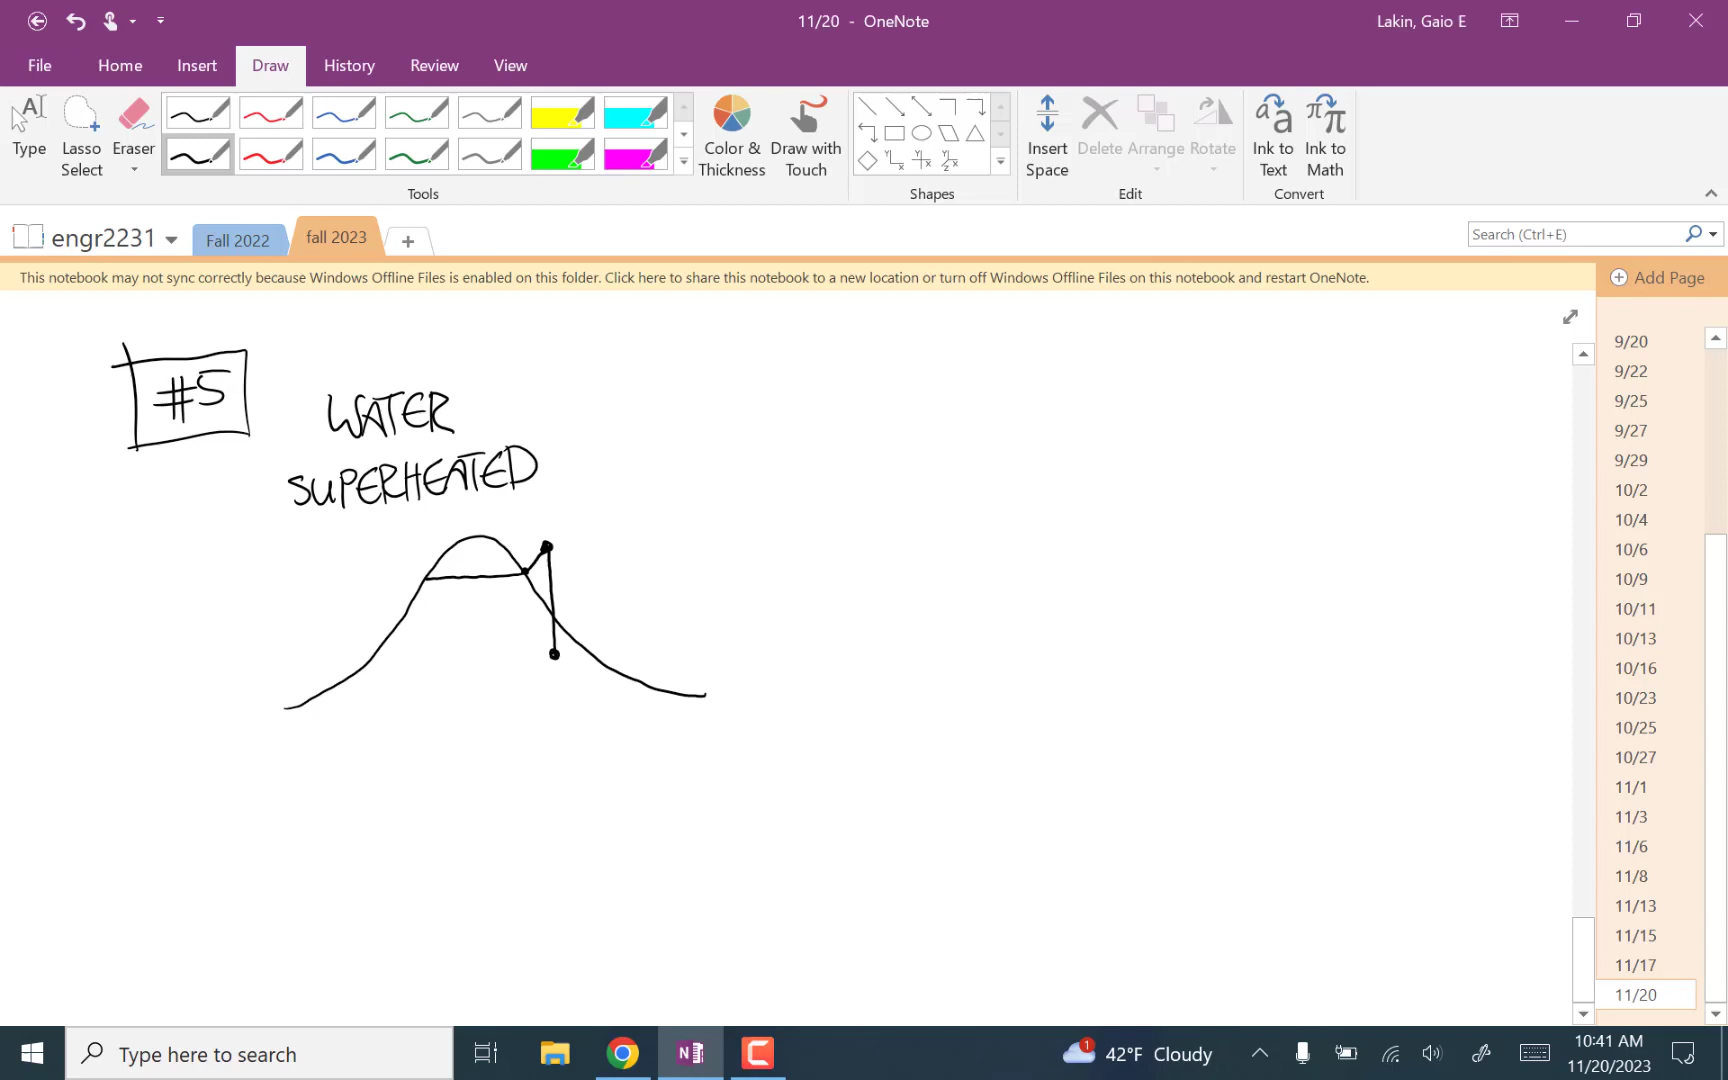 11/20 - OneNote
Lakin, Gaio E
File Home Insert Draw History Review View
Type
Lasso Select
Eraser
Color & Thickness
Draw with Touch
Insert Space
Delete
Arrange
Rotate
Ink to Text
Ink to Math
Tools
Shapes
Edit
Convert
engr2231
Fall 2022
fall 2023
+
Search (Ctrl+E)
This notebook may not sync correctly because Windows Offline Files is enabled on this folder. Click here to share this notebook to a new location or turn off Windows Offline Files on this notebook and restart OneNote.
Add Page
#5
WATER
SUPERHEATED
9/20
9/22
9/25
9/27
9/29
10/2
10/4
10/6
10/9
10/11
10/13
10/16
10/23
10/25
10/27
11/1
11/3
11/6
11/8
11/13
11/15
11/17
11/20
Type here to search
1
42°F Cloudy
10:41 AM
11/20/2023